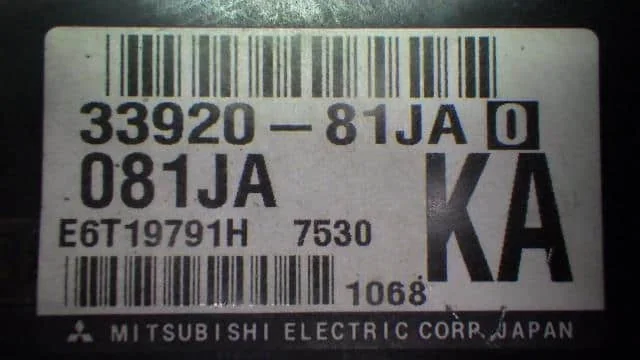 33920-81JA 0
081JA
KA
E6T19791H 7530
1068
MITSUBISHI ELECTRIC CORP. JAPAN